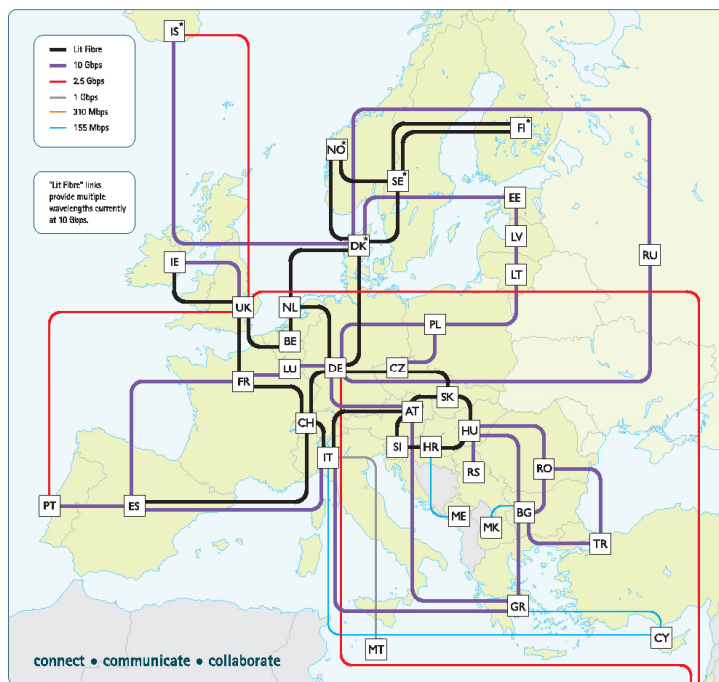 IS*
Lit Fibre
10 Gbps
2.5 Gbps
1 Gbps
310 Mbps
155 Mbps
"Lit Fibre" links
provide multiple
wavelengths currently
at 10 Gbps.
FI*
NO*
SE*
EE
LV
DK*
RU
IE
LT
UK
NL
PL
BE
LU
DE
CZ
FR
SK
AT
CH
HU
SI
HR
IT
RS
RO
PT
ES
ME
MK
BG
TR
GR
CY
MT
connect • communicate • collaborate